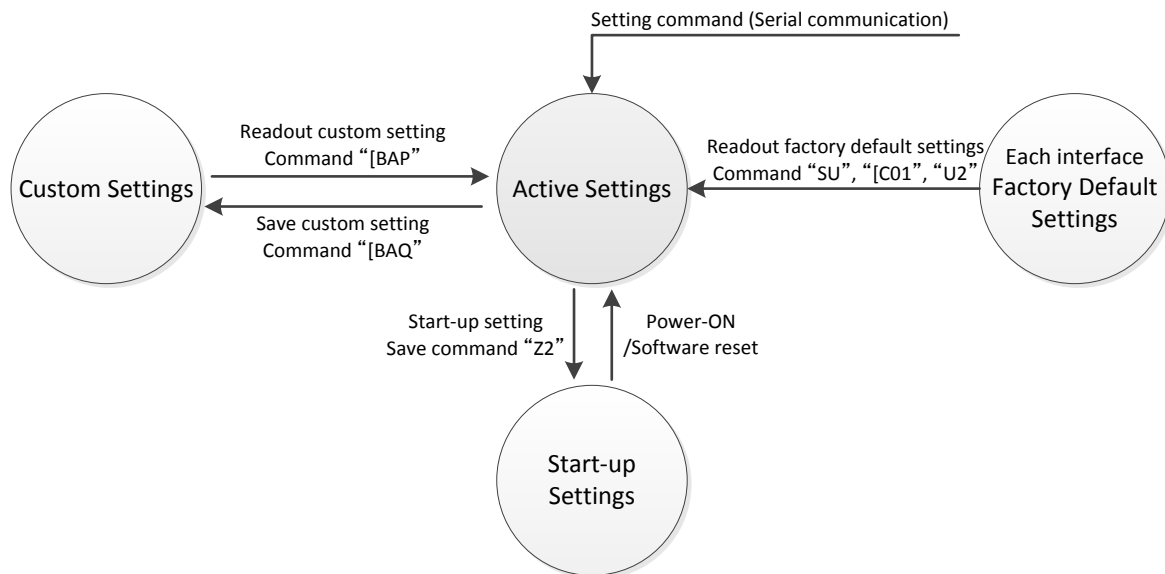 Setting command (Serial communication)
Readout custom setting
Command “[BAP”
Custom Settings
Save custom setting
Command “[BAQ”
Active Settings
Readout factory default settings
Command “SU”, “[C01”, “U2”
Each interface
Factory Default
Settings
Start-up setting
Save command “Z2”
Power-ON
/Software reset
Start-up
Settings